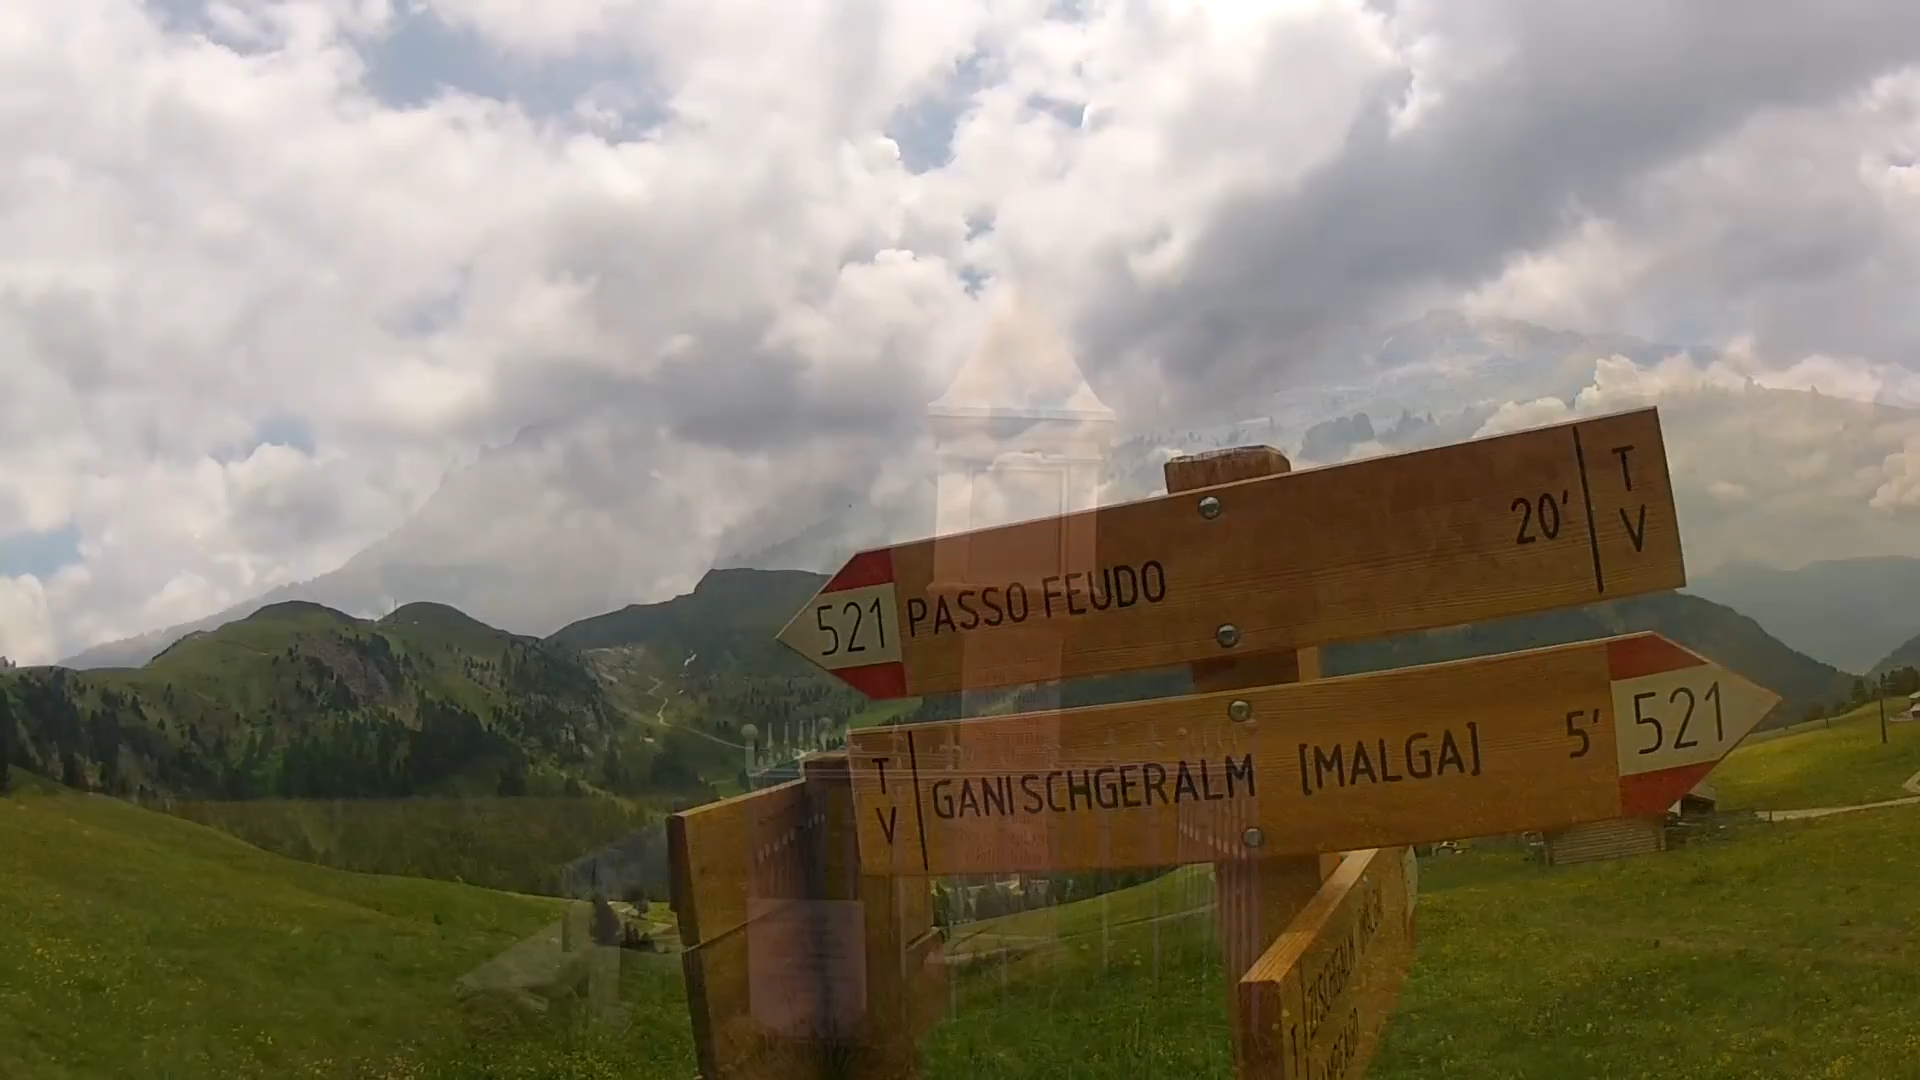 T
20'
V
521 PASSO FEUDO
T
V
GANISCHGERALM [MALGA] 5' 521
T